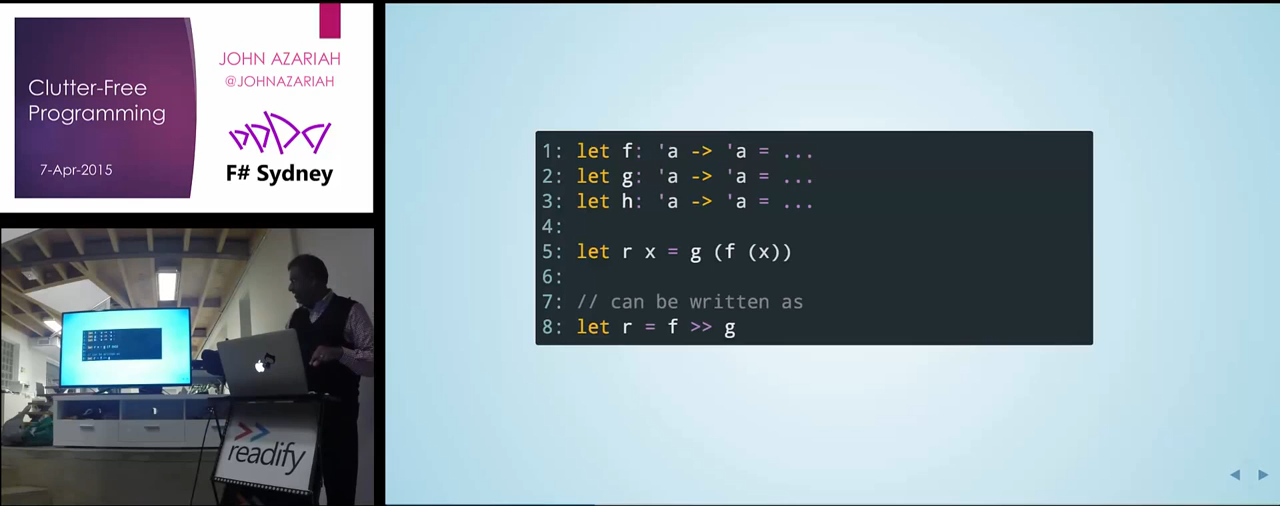 Clutter-Free
Programming
7-Apr-2015
JOHN AZARIAH
@JOHNAZARIAH
F# Sydney
readify
1: let f: 'a -> 'a = ...
2: let g: 'a -> 'a = ...
3: let h: 'a -> 'a = ...
4:
5: let r x = g (f (x))
6:
7: // can be written as
8: let r = f >> g